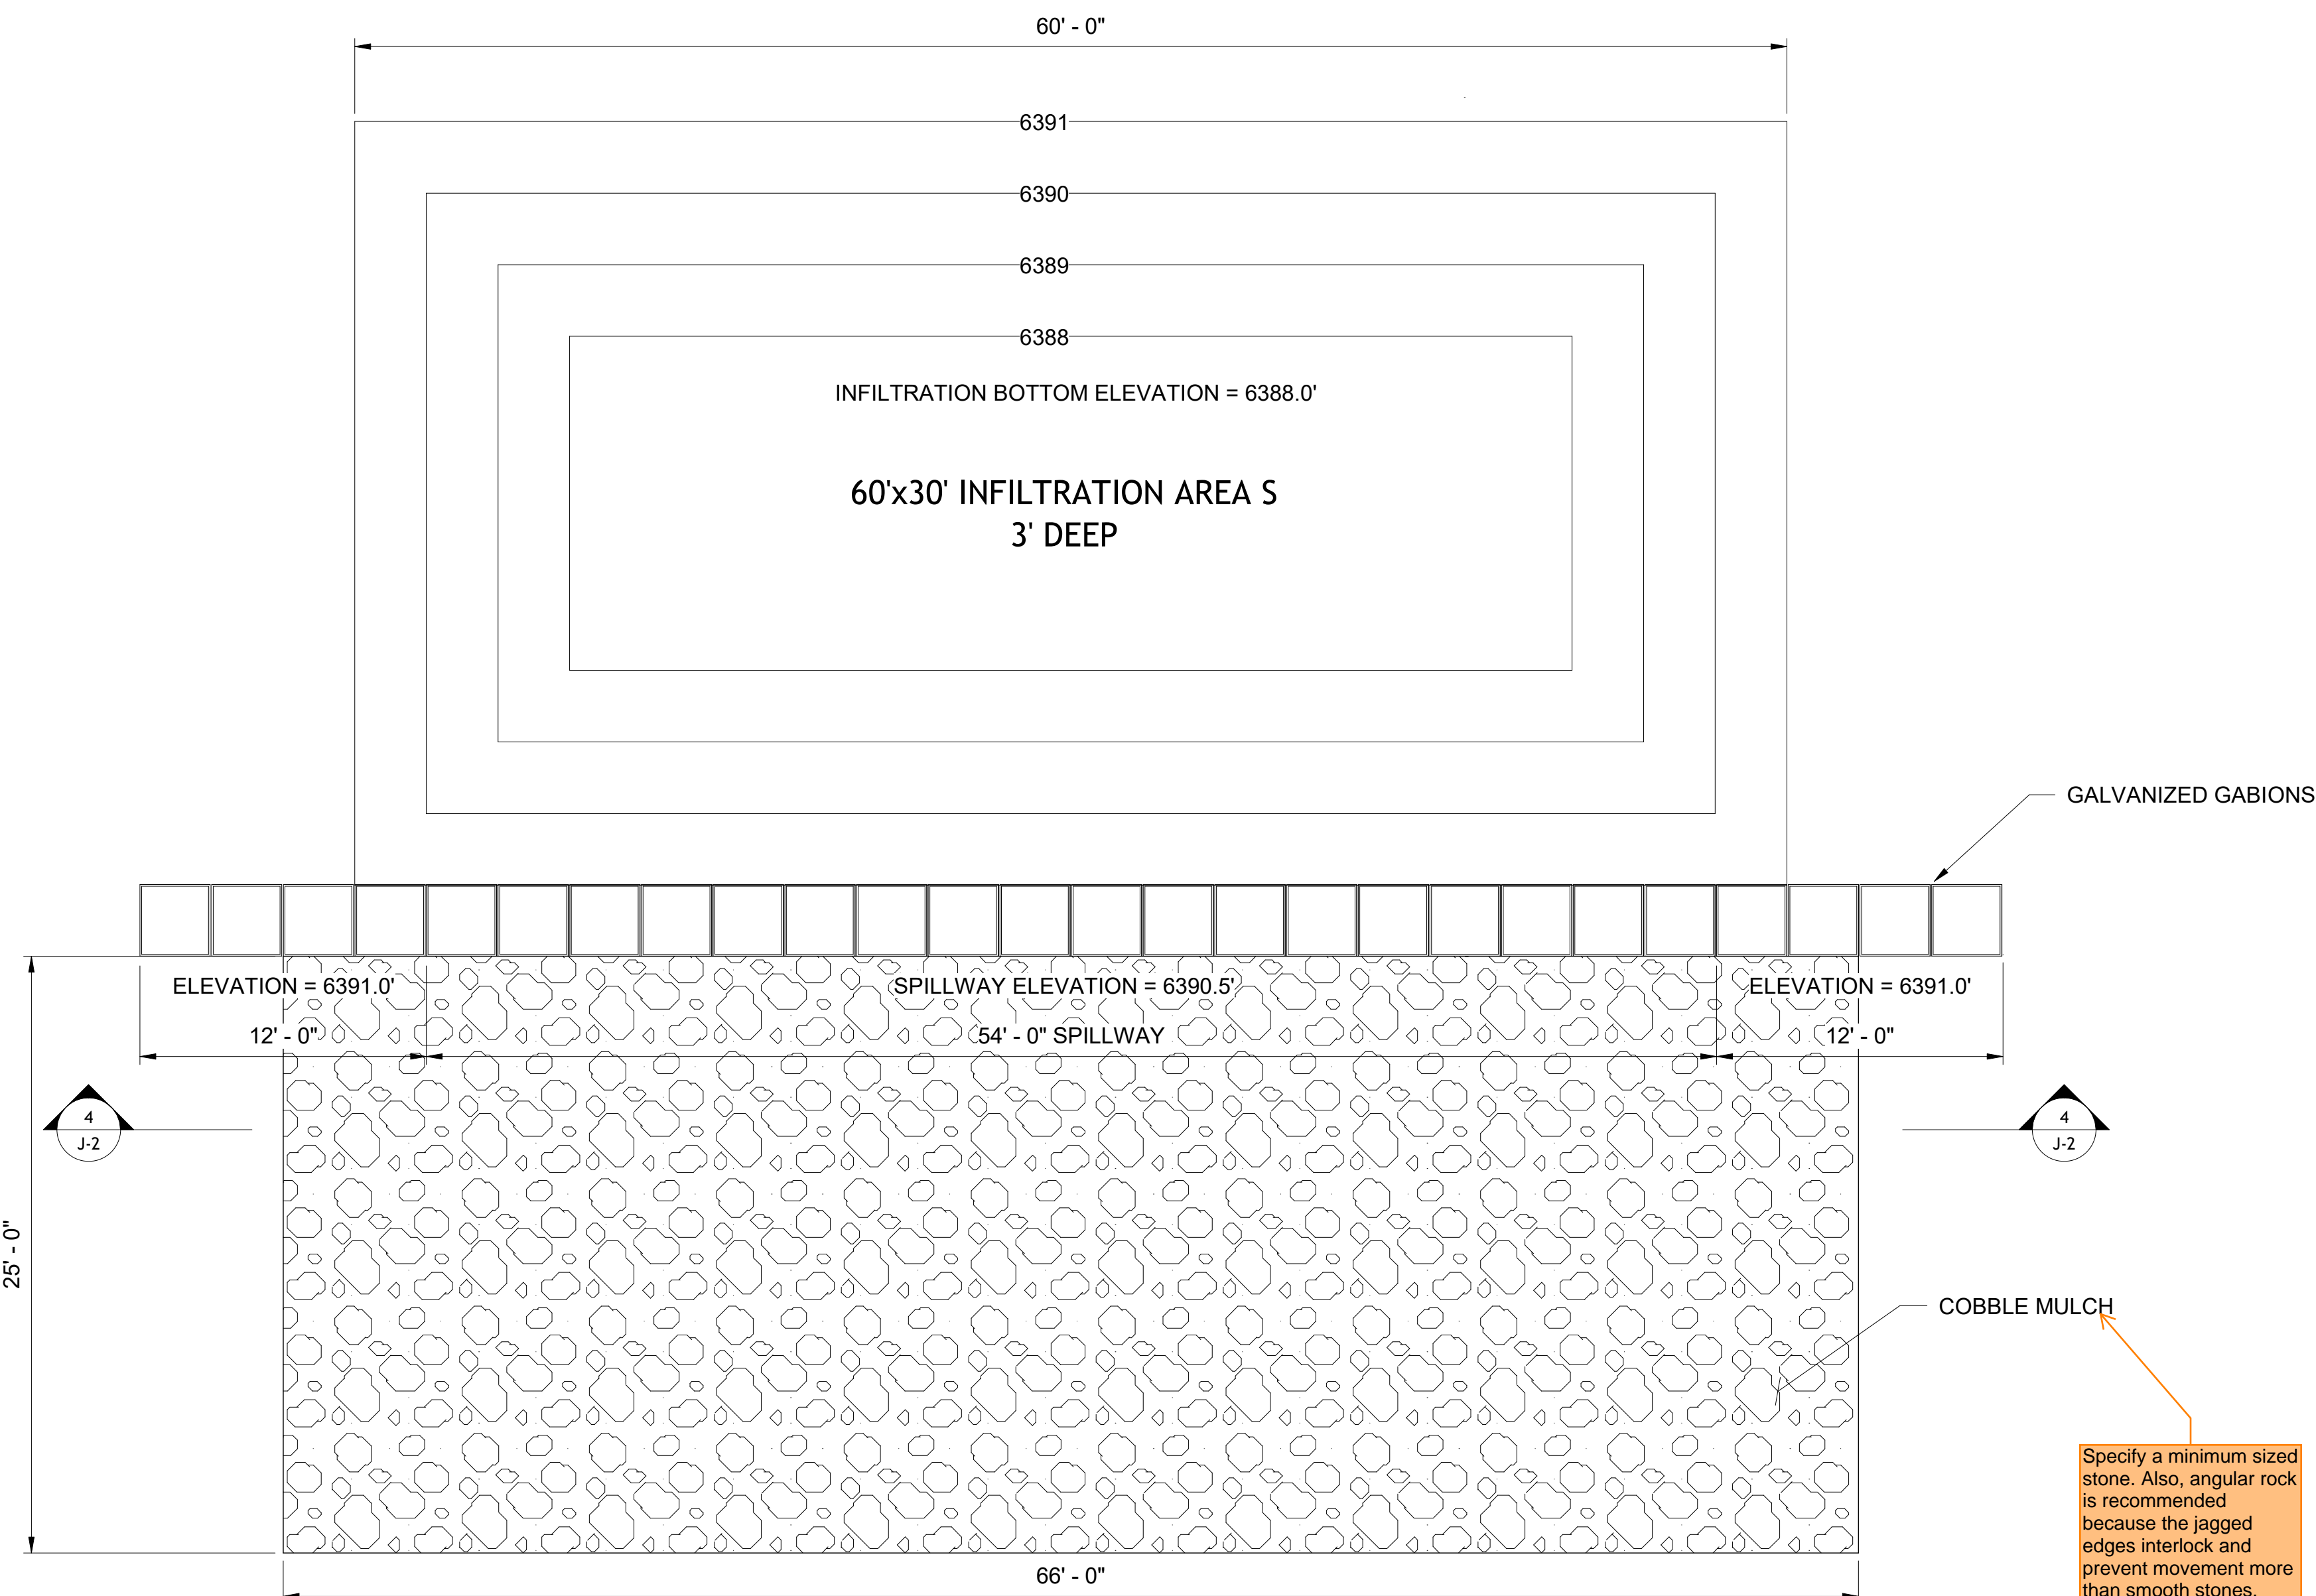 60' - 0"
6391
6390
6389
6388
INFILTRATION BOTTOM ELEVATION = 6388.0'
60'x30' INFILTRATION AREA S
3' DEEP
GALVANIZED GABIONS
ELEVATION = 6391.0'
SPILLWAY ELEVATION = 6390.5'
ELEVATION = 6391.0'
12' - 0"
54' - 0" SPILLWAY
12' - 0"
4
J-2
4
J-2
25' - 0"
COBBLE MULCH
Specify a minimum sized
stone. Also, angular rock
is recommended
because the jagged
edges interlock and
prevent movement more
than smooth stones.
66' - 0"